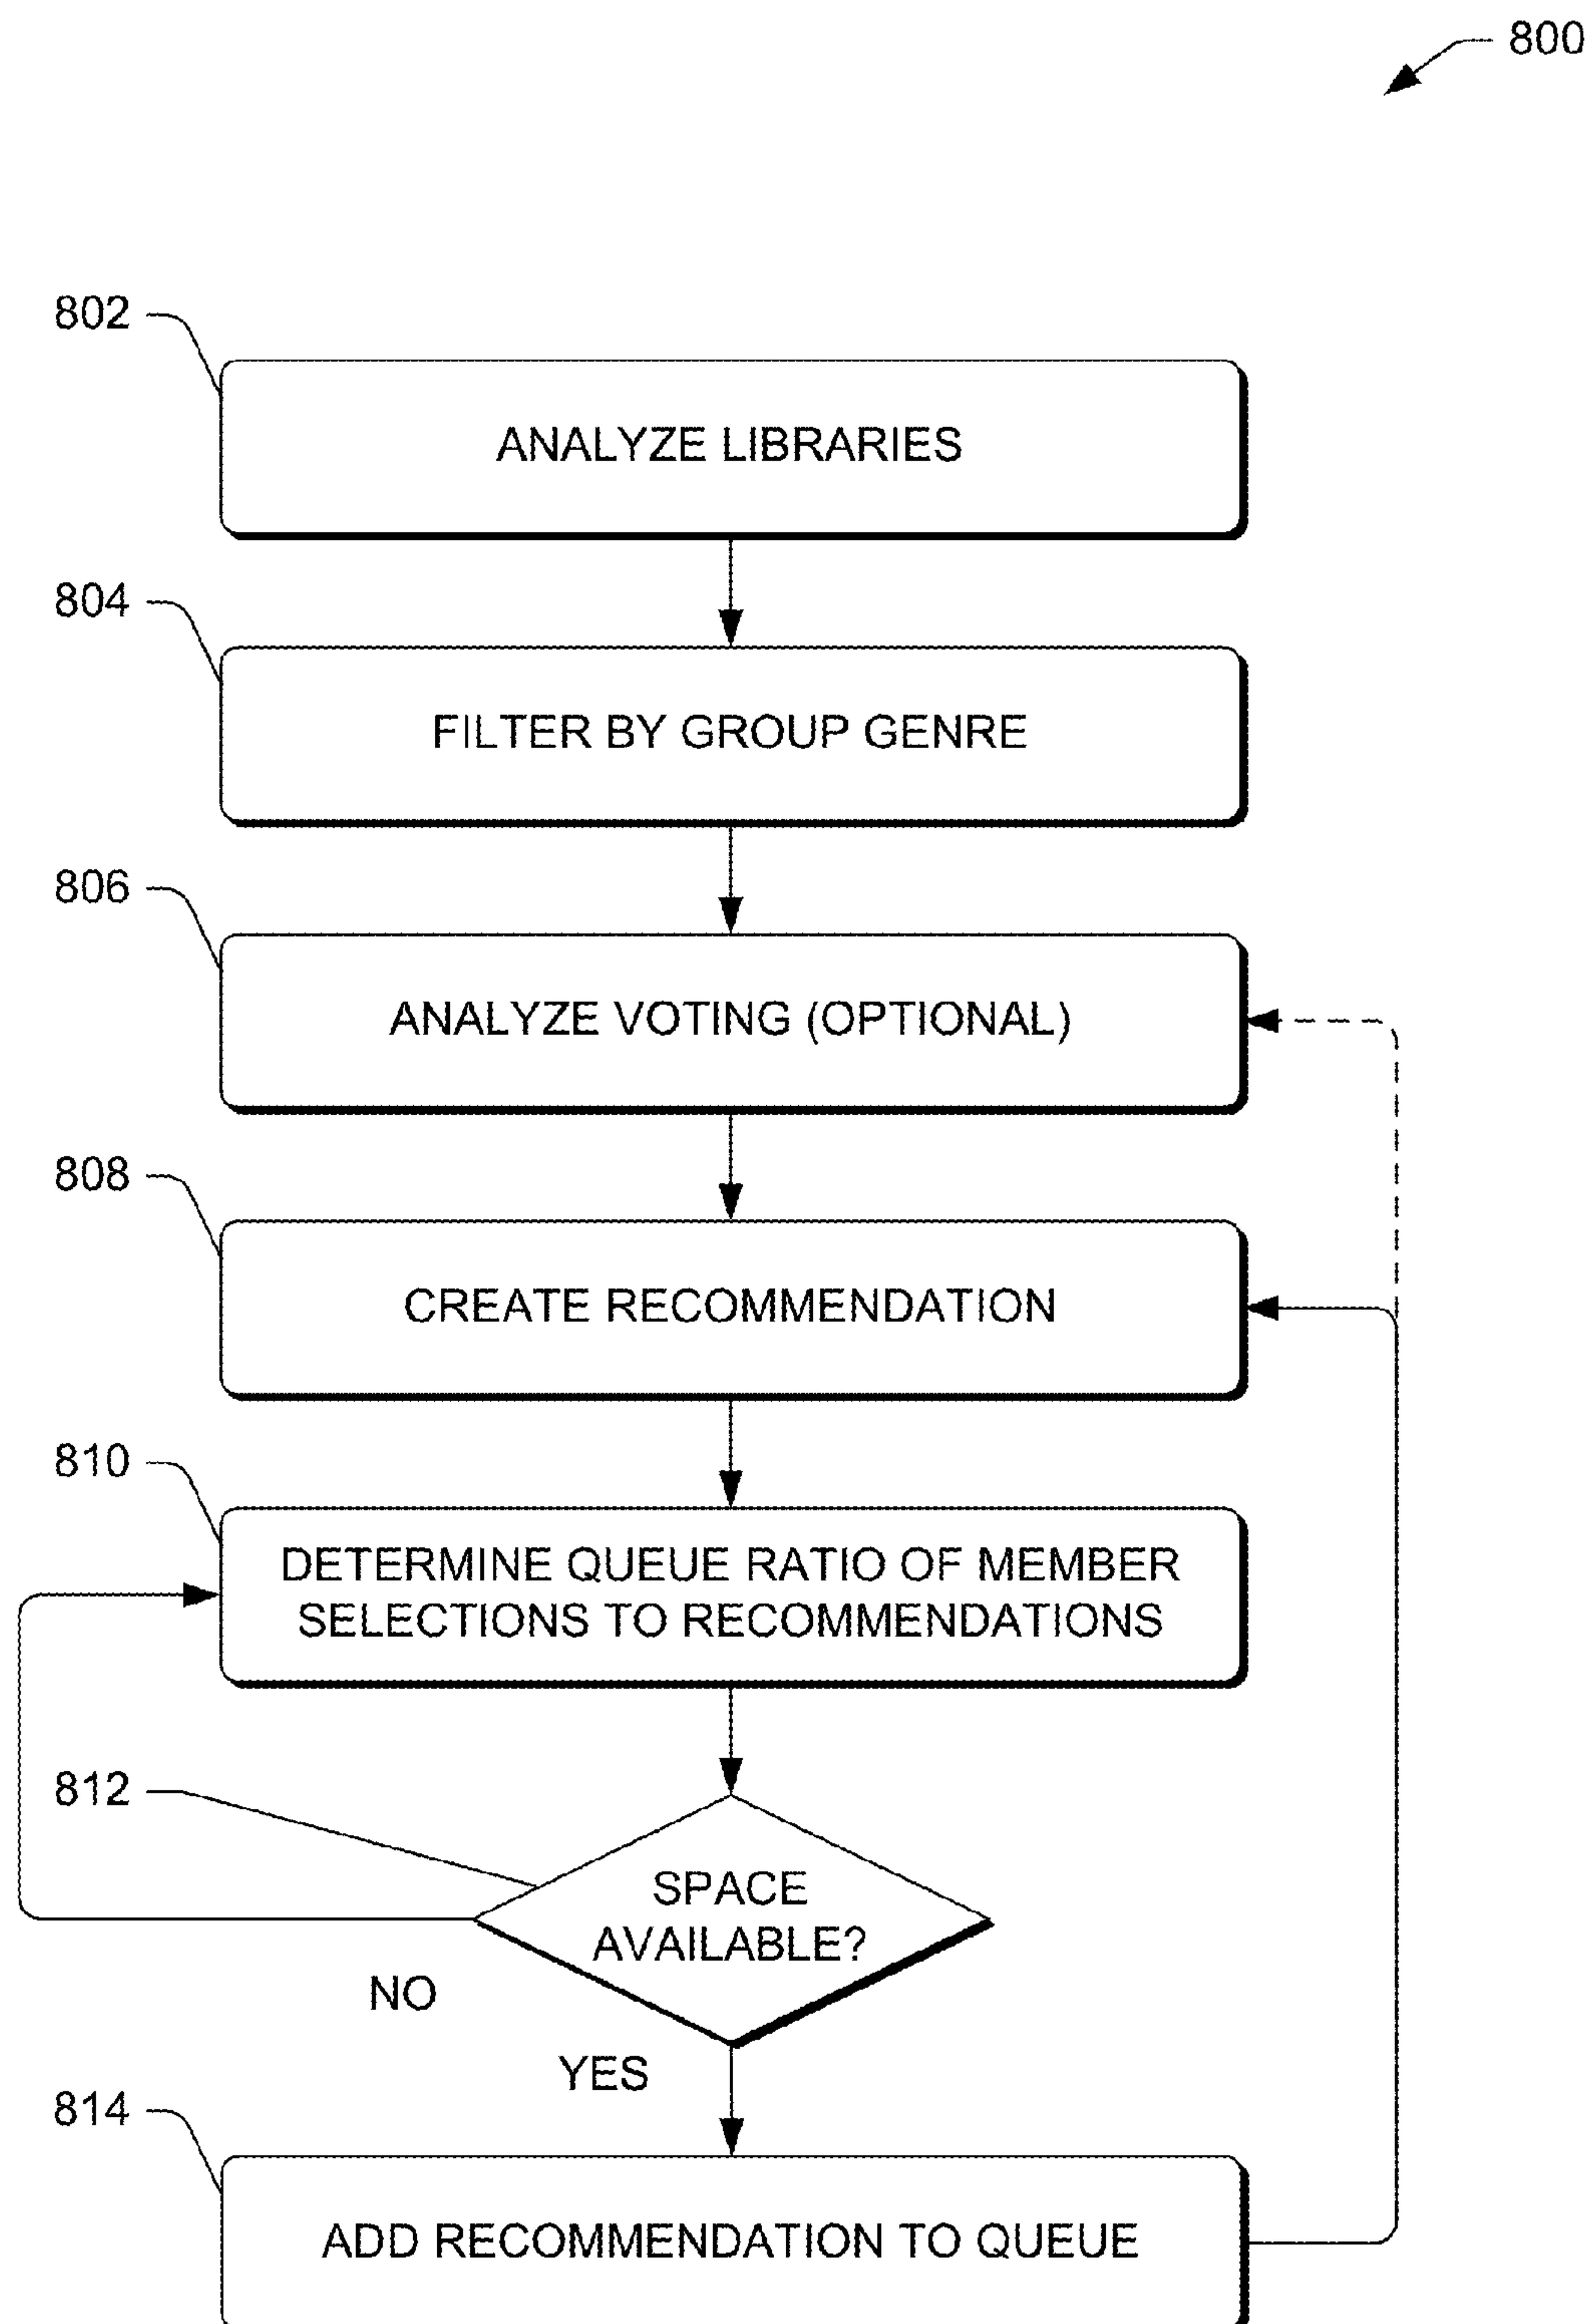 800
802
ANALYZE LIBRARIES
804
FILTER BY GROUP GENRE
806
ANALYZE VOTING (OPTIONAL)
808
CREATE RECOMMENDATION
810
DETERMINE QUEUE RATIO OF MEMBER
SELECTIONS TO RECOMMENDATIONS
812
SPACE
AVAILABLE?
NO
YES
814
ADD RECOMMENDATION TO QUEUE